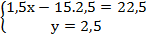 1,5x − 15.2,5 = 22,5
y = 2,5